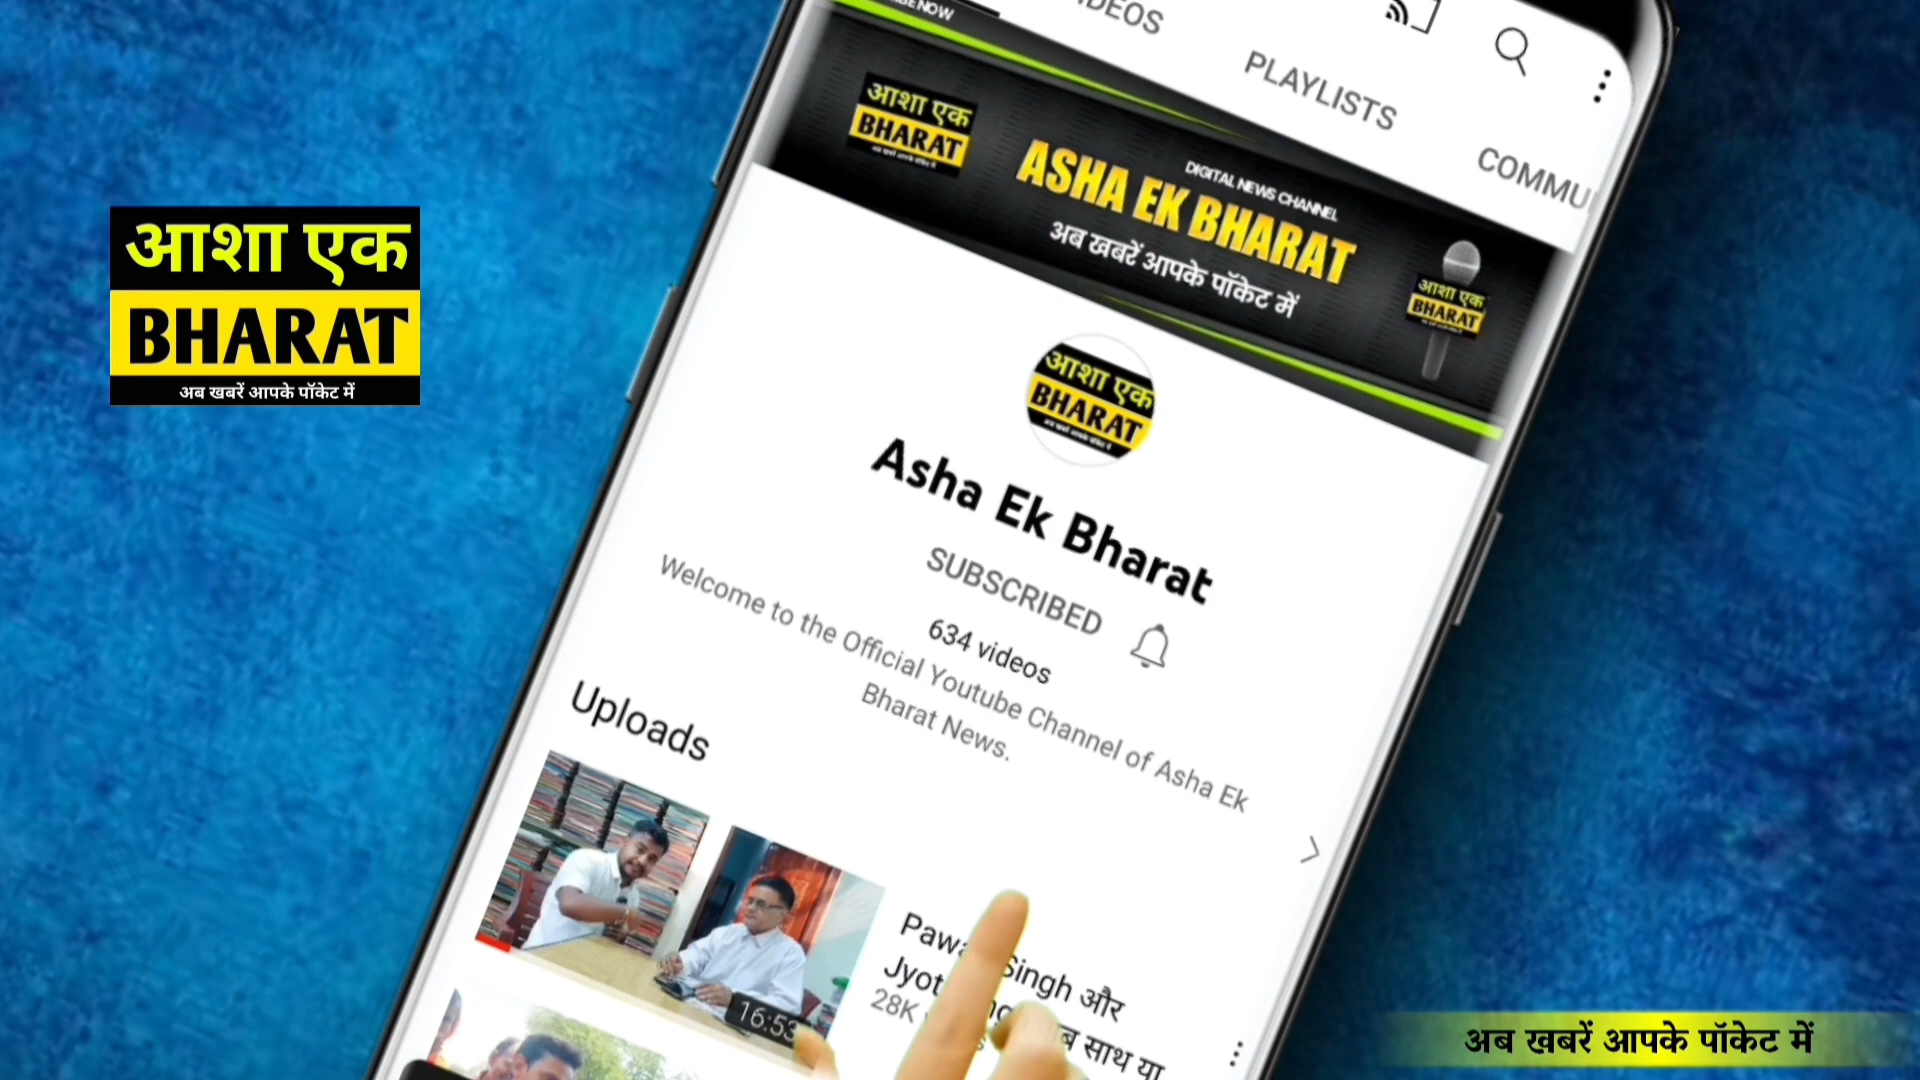 आशा एक
BHARAT
अब खबरें आपके पॉकेट में
NOW
PLAYLISTS
आशा एक
BHARAT
DIGITAL NEWS CHANNEL
ASHA EK BHARAT
अब खबरें आपके पॉकेट में
आशा एक
BHARAT
आशा एक
BHARAT
Asha Ek Bharat
SUBSCRIBED
634 videos
Welcome to the Official Youtube Channel of Asha Ek
Bharat News.
Uploads
16:53
Singh और
28K
साथ या
अब खबरें आपके पॉकेट में